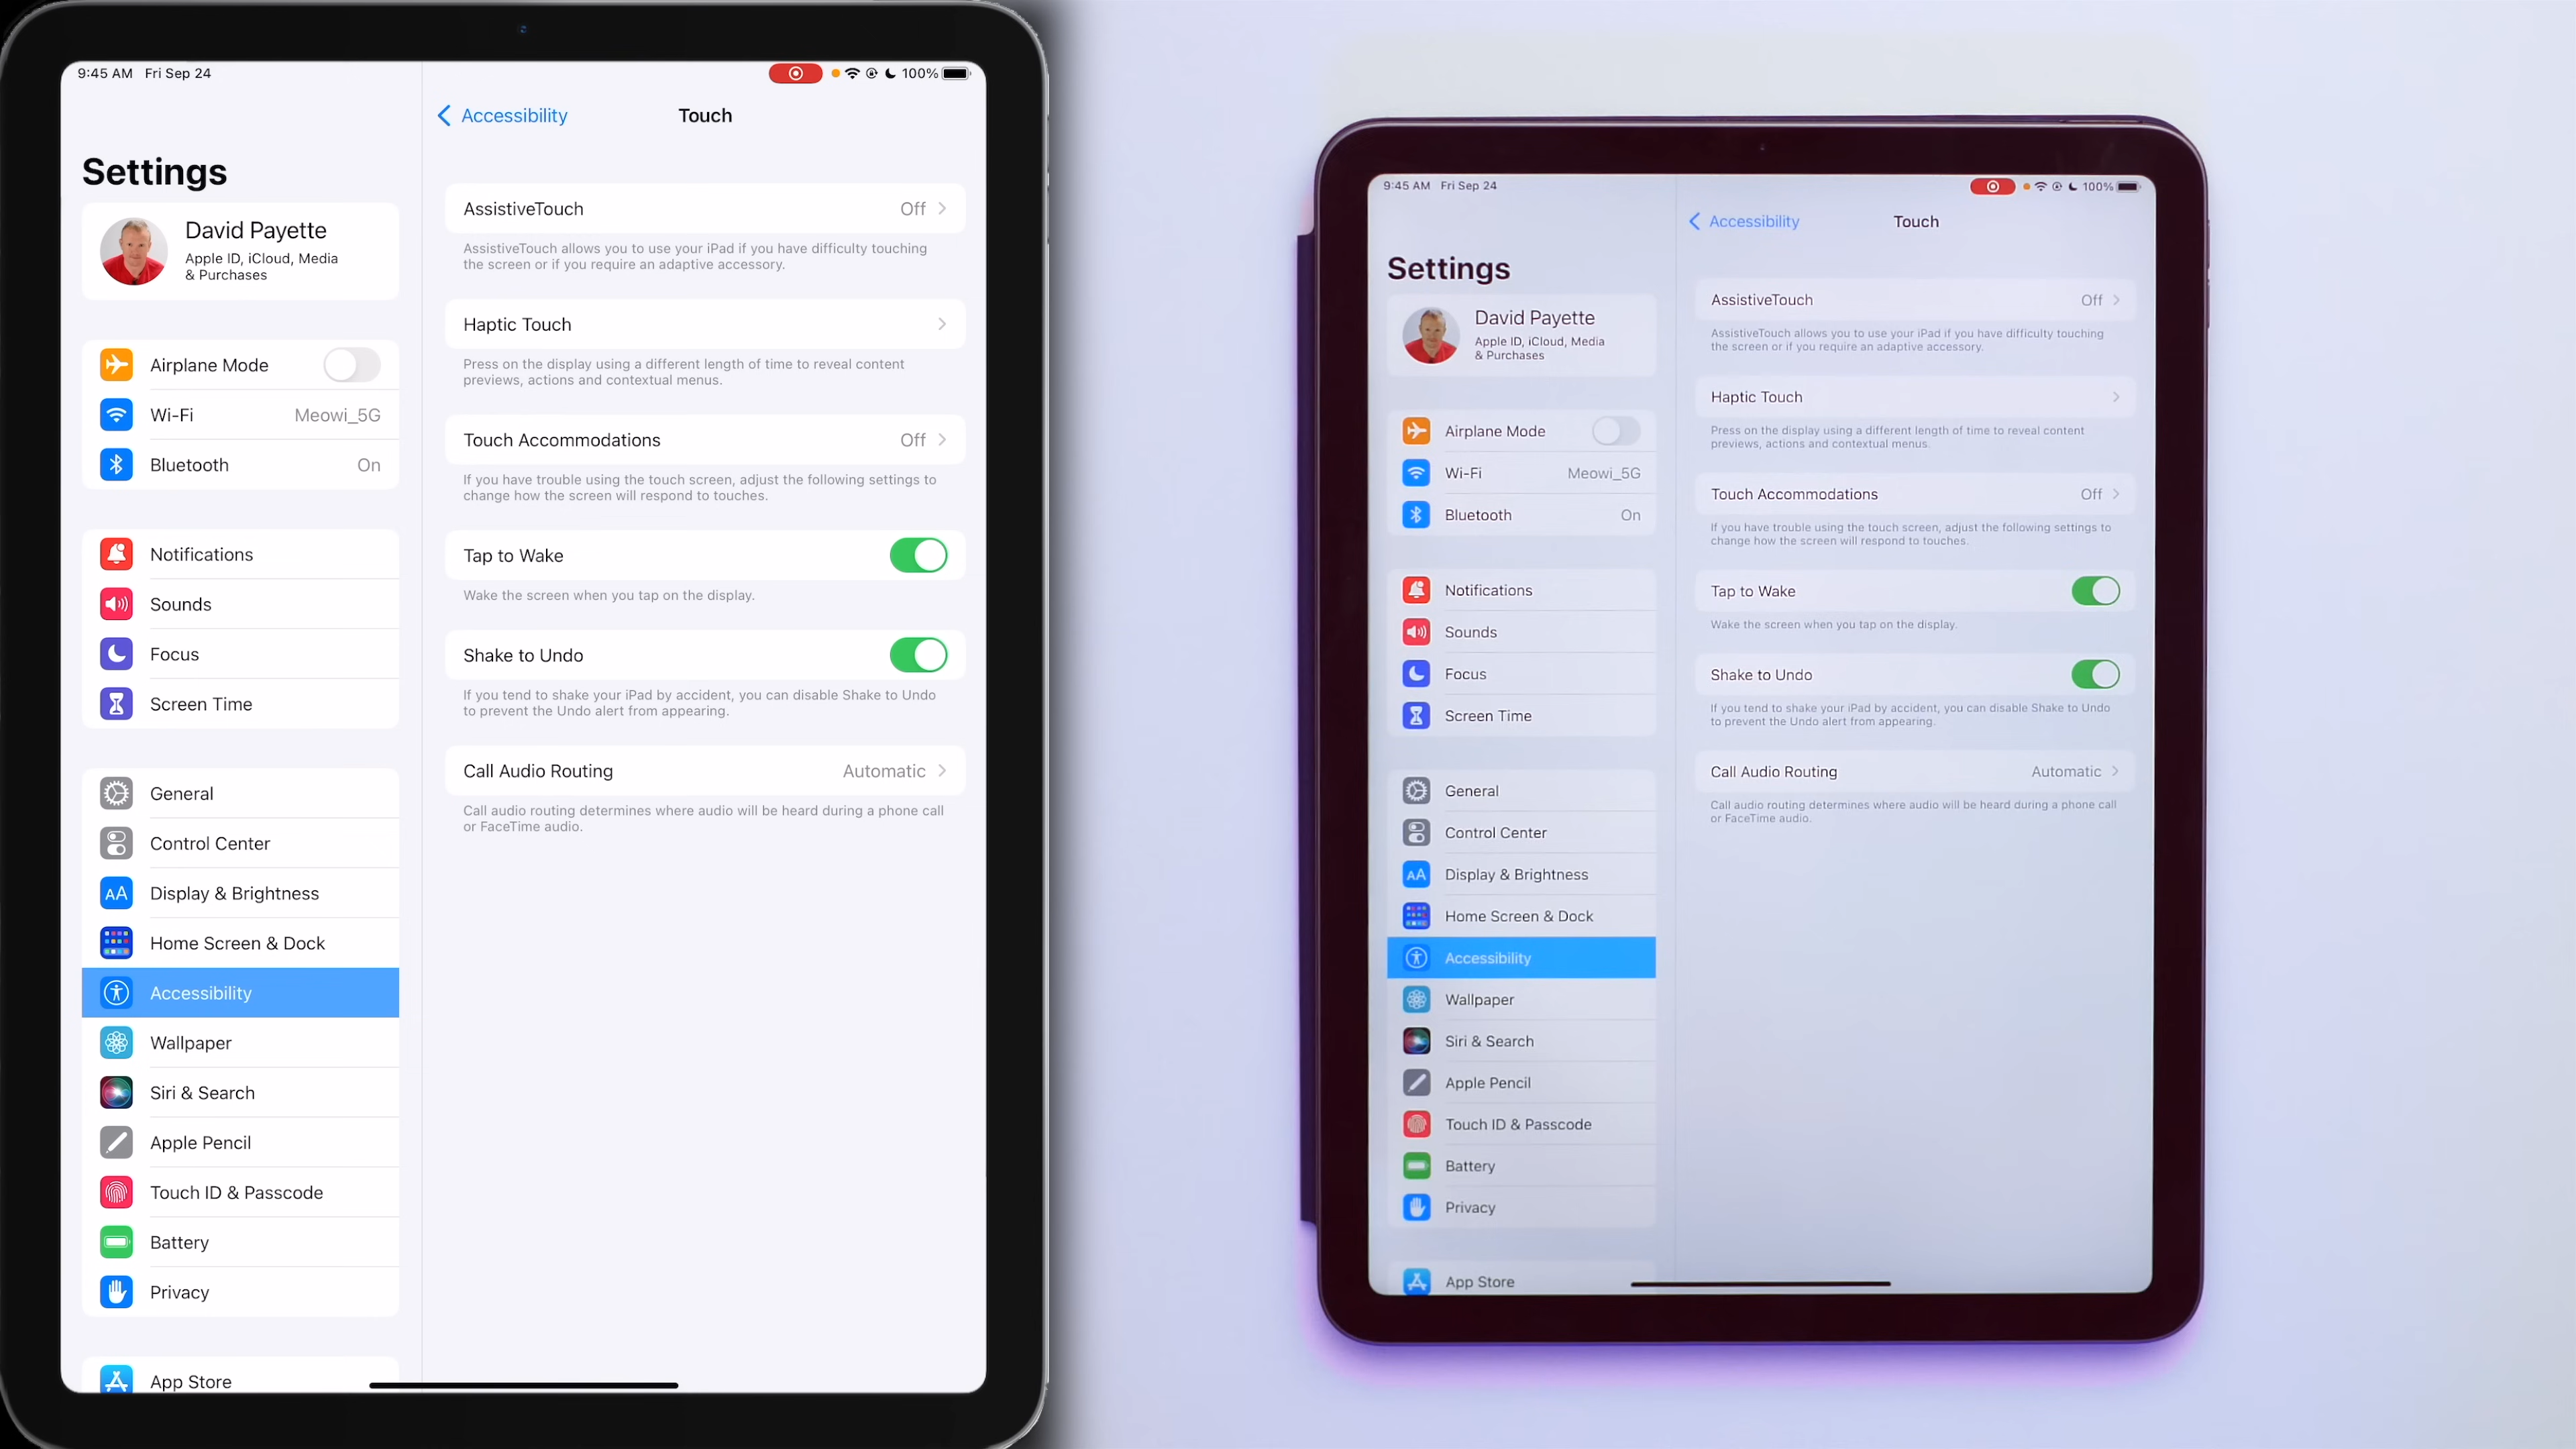 9:45 AM Fri Sep 24
100%
Settings
David Payette
Apple ID, iCloud, Media
& Purchases
Airplane Mode
Wi-Fi Meowi_5G
Bluetooth On
Notifications
Sounds
Focus
Screen Time
General
Control Center
AA Display & Brightness
Home Screen & Dock
Accessibility
Wallpaper
Siri & Search
Apple Pencil
Touch ID & Passcode
Battery
Privacy
App Store
Accessibility Touch
AssistiveTouch Off
AssistiveTouch allows you to use your iPad if you have difficulty touching
the screen or if you require an adaptive accessory.
Haptic Touch
Press on the display using a different length of time to reveal content
previews, actions and contextual menus.
Touch Accommodations Off
If you have trouble using the touch screen, adjust the following settings to
change how the screen will respond to touches.
Tap to Wake
Wake the screen when you tap on the display.
Shake to Undo
If you tend to shake your iPad by accident, you can disable Shake to Undo
to prevent the Undo alert from appearing.
Call Audio Routing Automatic
Call audio routing determines where audio will be heard during a phone call
or FaceTime audio.
9:45 AM Fri Sep 24
100%
Settings
David Payette
Apple ID, iCloud, Media
& Purchases
Airplane Mode
Wi-Fi Meowi_5G
Bluetooth On
Notifications
Sounds
Focus
Screen Time
General
Control Center
AA Display & Brightness
Home Screen & Dock
Accessibility
Wallpaper
Siri & Search
Apple Pencil
Touch ID & Passcode
Battery
Privacy
App Store
Accessibility Touch
AssistiveTouch Off
AssistiveTouch allows you to use your iPad if you have difficulty touching
the screen or if you require an adaptive accessory.
Haptic Touch
Press on the display using a different length of time to reveal content
previews, actions and contextual menus.
Touch Accommodations Off
If you have trouble using the touch screen, adjust the following settings to
change how the screen will respond to touches.
Tap to Wake
Wake the screen when you tap on the display.
Shake to Undo
If you tend to shake your iPad by accident, you can disable Shake to Undo
to prevent the Undo alert from appearing.
Call Audio Routing Automatic
Call audio routing determines where audio will be heard during a phone call
or FaceTime audio.